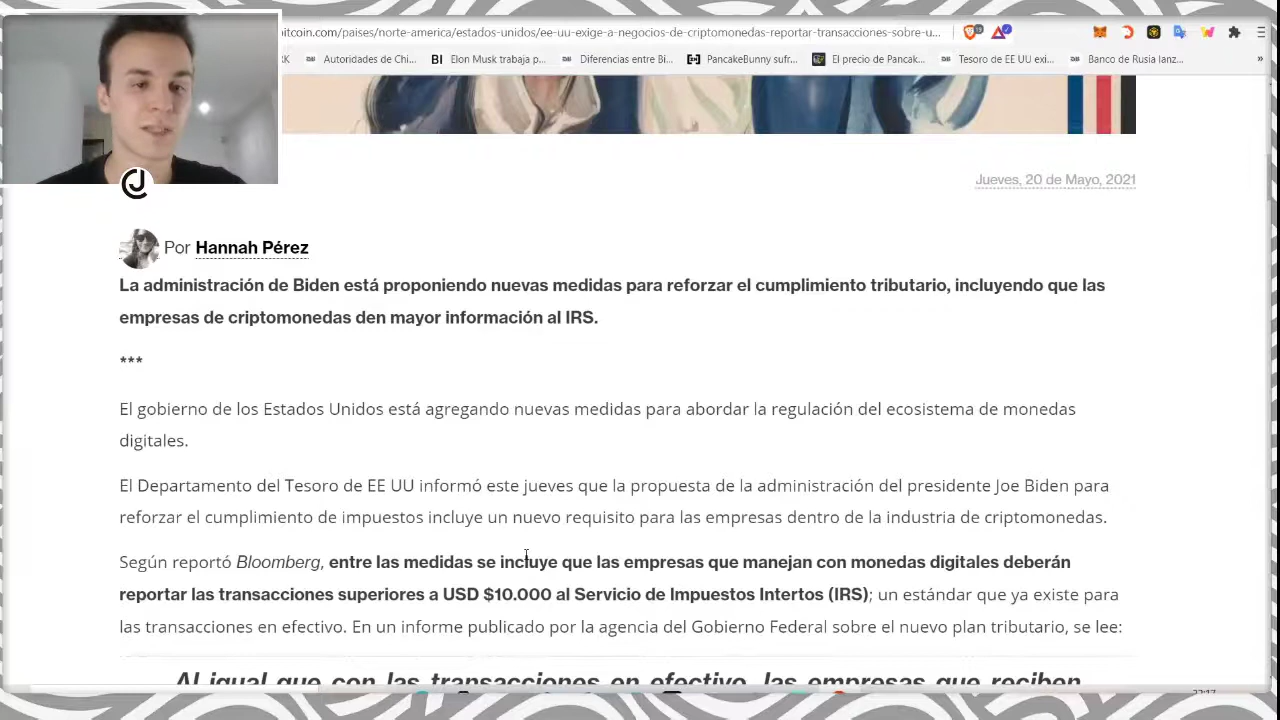 itcoin.com/paises/norte-america/estados-unidos/ee-uu-exige-a-negocios-de-criptomonedas-reportar-transacciones-sobre-u...
Autoridades de Chi... BI Elon Musk trabaja p... Diferencias entre Bi... PancakeBunny sufr... El precio de Pancak... Tesoro de EE UU exi... Banco de Rusia lanz... »
Jueves, 20 de Mayo, 2021
Por Hannah Pérez
La administración de Biden está proponiendo nuevas medidas para reforzar el cumplimiento tributario, incluyendo que las
empresas de criptomonedas den mayor información al IRS.
***
El gobierno de los Estados Unidos está agregando nuevas medidas para abordar la regulación del ecosistema de monedas
digitales.
El Departamento del Tesoro de EE UU informó este jueves que la propuesta de la administración del presidente Joe Biden para
reforzar el cumplimiento de impuestos incluye un nuevo requisito para las empresas dentro de la industria de criptomonedas.
Según reportó Bloomberg, entre las medidas se incluye que las empresas que manejan con monedas digitales deberán
reportar las transacciones superiores a USD $10.000 al Servicio de Impuestos Intertos (IRS); un estándar que ya existe para
las transacciones en efectivo. En un informe publicado por la agencia del Gobierno Federal sobre el nuevo plan tributario, se lee:
Al igual que con las transacciones en efectivo, las empresas que reciben